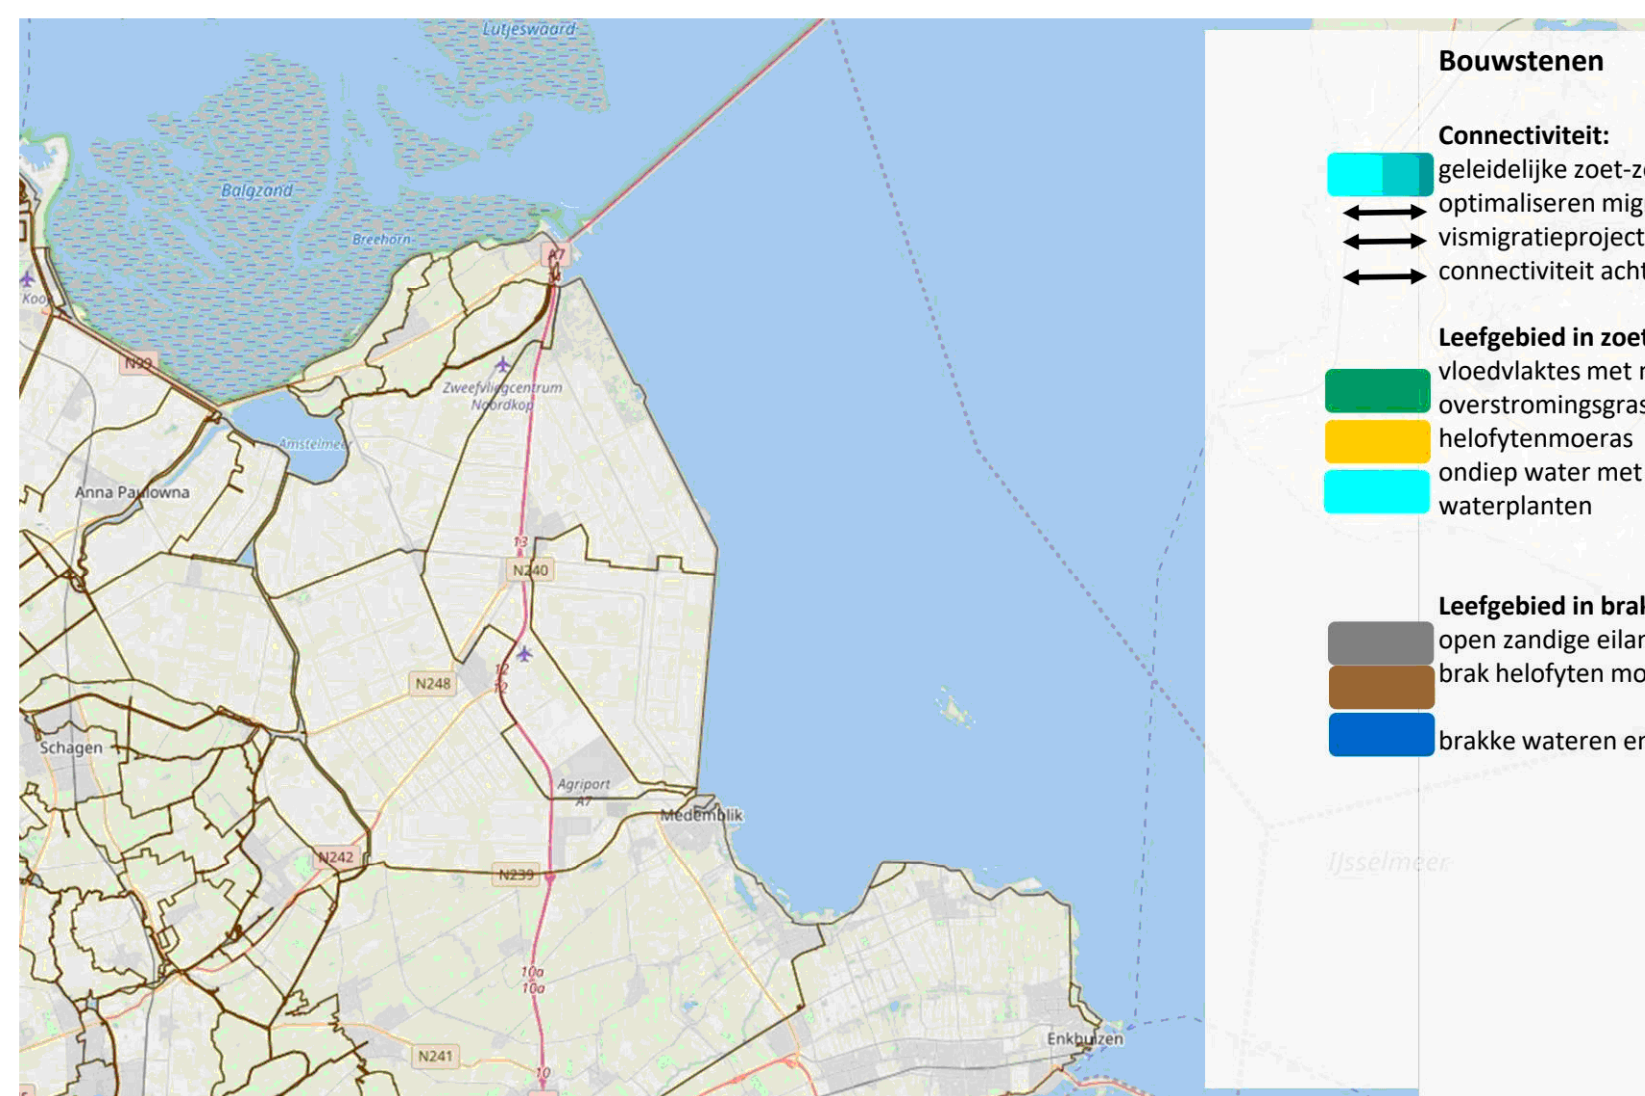 Lutjeswaard
Balgzand
Breehorn
A7
N99
Zweefvliegcentrum
Noordkop
Amstelmeer
Anna Paulowna
13
N240
12
12
N248
Schagen
Agriport
A7
Medemblik
N242
N239
10a
10a
N241
10
Enkhuizen
IJsselmeer
Bouwstenen
Connectiviteit:
geleidelijke zoet-z
optimaliseren mig
vismigratieproject
connectiviteit acht
Leefgebied in zoet
vloedvlaktes met
overstromingsgras
helofytenmoeras
ondiep water met
waterplanten
Leefgebied in brak
open zandige eilan
brak helofyten mo
brakke wateren en